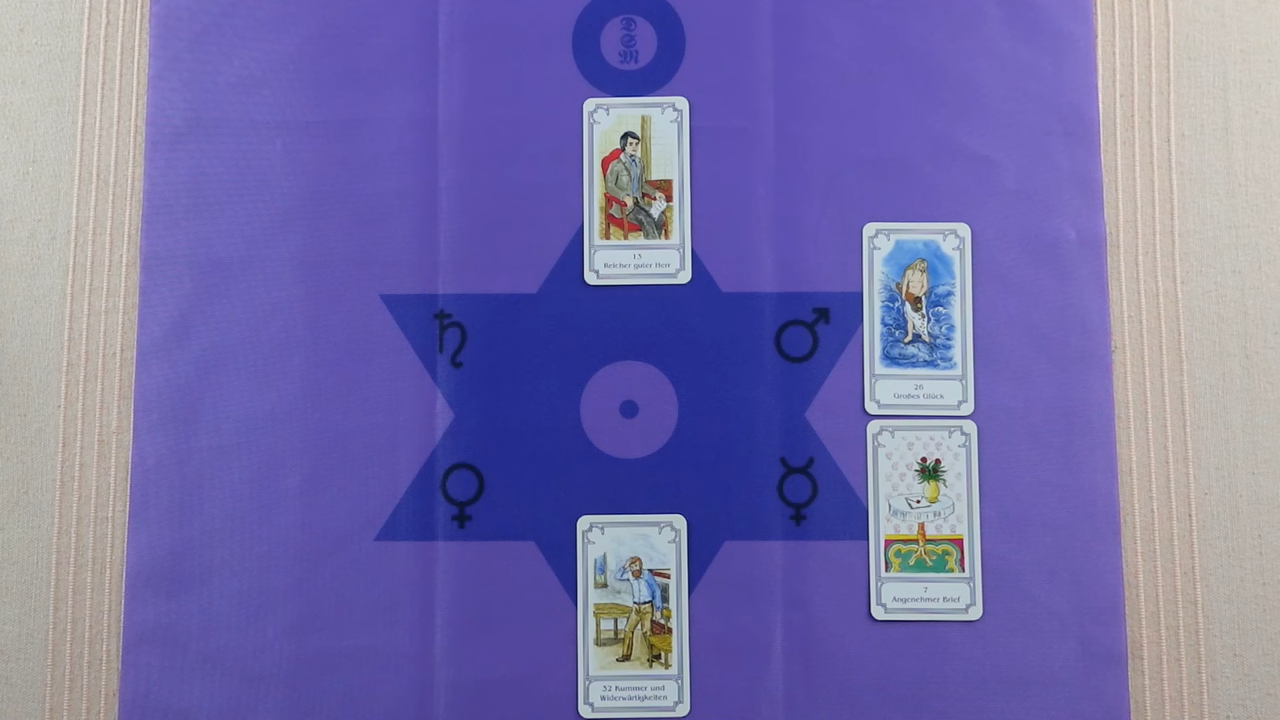 D
S
M
13
Reicher guter Herr
26
Großes Glück
7
Angenehmer Brief
32 Kummer und
Widerwärtigkeiten